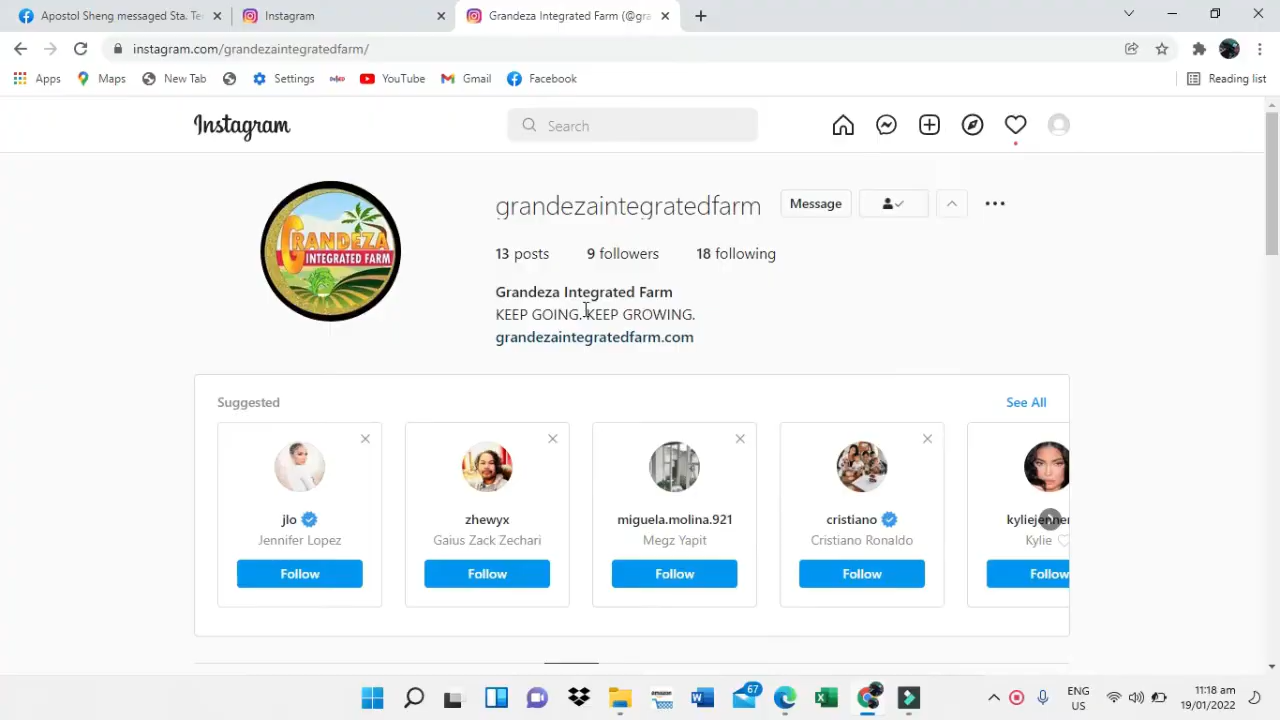 Apostol Sheng messaged Sta. Te
Instagram
Grandeza Integrated Farm (@gra
instagram.com/grandezaintegratedfarm/
Apps
Maps
New Tab
Settings
YouTube
Gmail
Facebook
Reading list
Instagram
Search
grandezaintegratedfarm
Message
13 posts
9 followers
18 following
GRANDEZA
INTEGRATED FARM
Grandeza Integrated Farm
KEEP GOING. KEEP GROWING.
grandezaintegratedfarm.com
Suggested
See All
jlo
zhewyx
miguela.molina.921
cristiano
kyliejenner
Jennifer Lopez
Gaius Zack Zechari
Megz Yapit
Cristiano Ronaldo
Kylie
Follow
Follow
Follow
Follow
Follow
amazon
67
ENG
US
11:18 am
19/01/2022